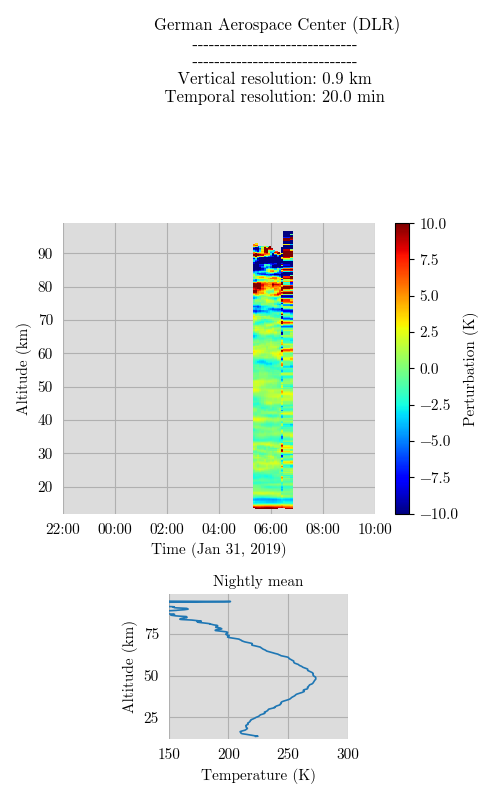 German Aerospace Center (DLR)
------------------------------
------------------------------
Vertical resolution: 0.9 km
Temporal resolution: 20.0 min
Altitude (km)
90
80
70
60
50
40
30
20
22:00 00:00 02:00 04:00 06:00 08:00 10:00
Time (Jan 31, 2019)
10.0
7.5
5.0
2.5
0.0
−2.5
−5.0
−7.5
−10.0
Perturbation (K)
Nightly mean
Altitude (km)
75
50
25
150 200 250 300
Temperature (K)